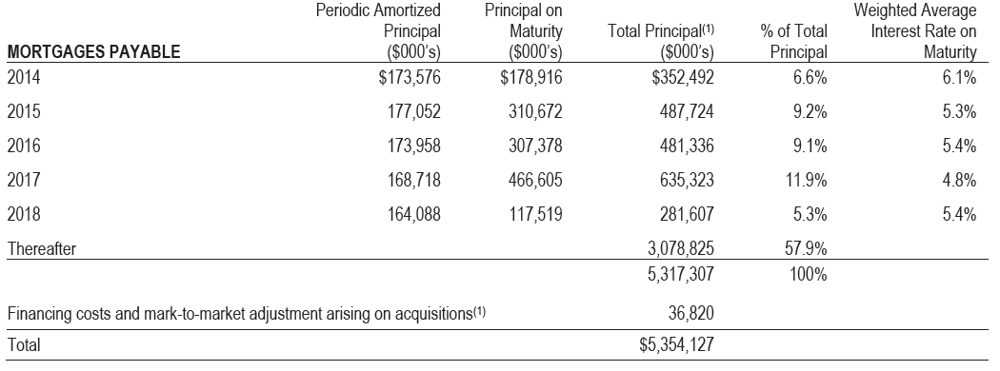 Periodic Amortized Principal on Weighted Average
Principal Maturity Total Principal(1) % of Total Interest Rate on
MORTGAGES PAYABLE ($000's) ($000's) ($000's) Principal Maturity
2014 $173,576 $178,916 $352,492 6.6% 6.1%
2015 177,052 310,672 487,724 9.2% 5.3%
2016 173,958 307,378 481,336 9.1% 5.4%
2017 168,718 466,605 635,323 11.9% 4.8%
2018 164,088 117,519 281,607 5.3% 5.4%
Thereafter 3,078,825 57.9%
5,317,307 100%
Financing costs and mark-to-market adjustment arising on acquisitions(1) 36,820
Total $5,354,127